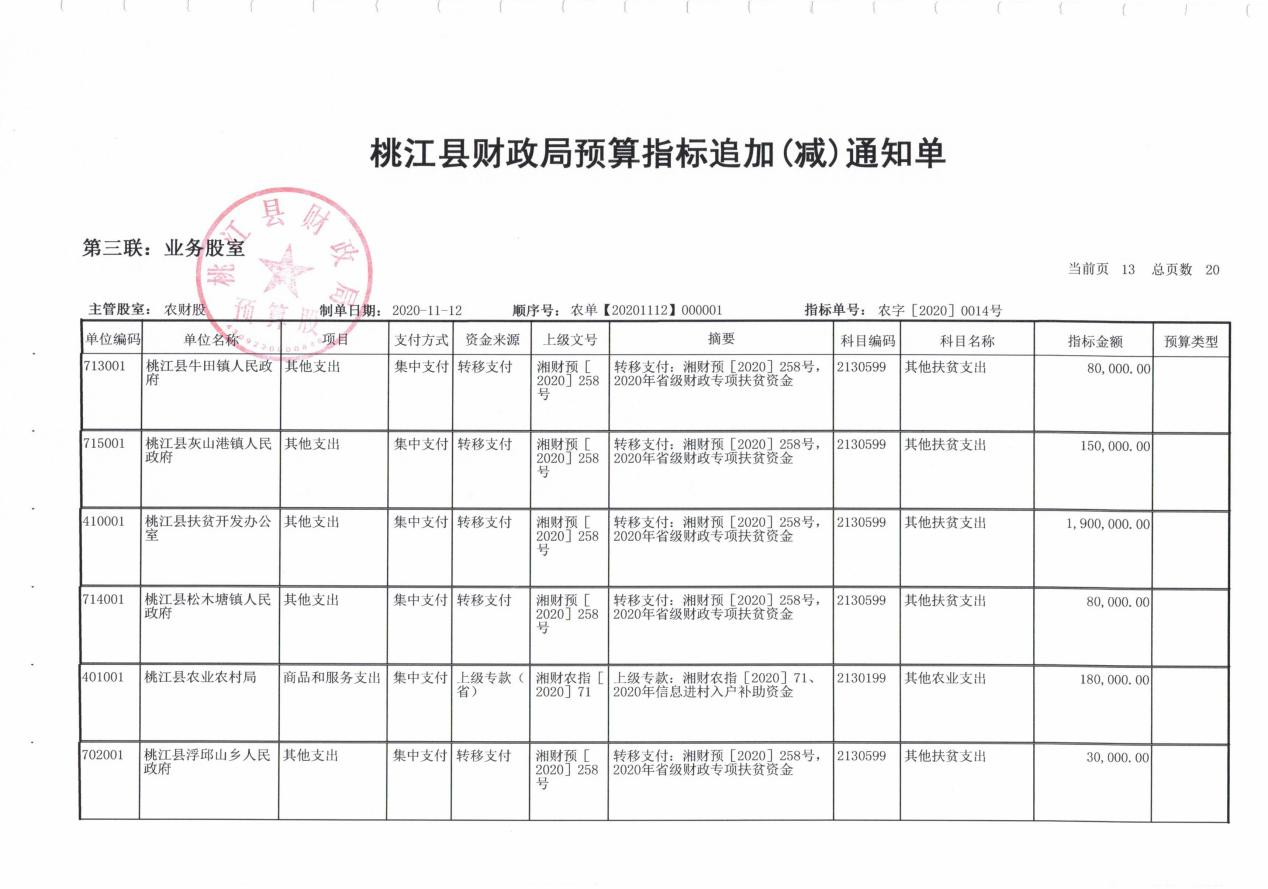 桃江县财政局预算指标追加(减)通知单
第三联：业务股室
桃江县财政局
预算股
当前页 13 总页数 20
主管股室：农财股 制单日期：2020-11-12 顺序号：农单【20201112】000001 指标单号：农字［2020］0014号
单位编码 单位名称 项目 支付方式 资金来源 上级文号 摘要 科目编码 科目名称 指标金额 预算类型
713001 桃江县牛田镇人民政 其他支出 集中支付 转移支付 湘财预［ 转移支付：湘财预［2020］258号， 2130599 其他扶贫支出 80,000.00
府 2020］258 2020年省级财政专项扶贫资金
号
715001 桃江县灰山港镇人民 其他支出 集中支付 转移支付 湘财预［ 转移支付：湘财预［2020］258号， 2130599 其他扶贫支出 150,000.00
政府 2020］258 2020年省级财政专项扶贫资金
号
410001 桃江县扶贫开发办公 其他支出 集中支付 转移支付 湘财预［ 转移支付：湘财预［2020］258号， 2130599 其他扶贫支出 1,900,000.00
室 2020］258 2020年省级财政专项扶贫资金
号
714001 桃江县松木塘镇人民 其他支出 集中支付 转移支付 湘财预［ 转移支付：湘财预［2020］258号， 2130599 其他扶贫支出 80,000.00
政府 2020］258 2020年省级财政专项扶贫资金
号
401001 桃江县农业农村局 商品和服务支出 集中支付 上级专款（ 湘财农指［ 上级专款：湘财农指［2020］71、 2130199 其他农业支出 180,000.00
省） 2020］71 2020年信息进村入户补助资金
702001 桃江县浮邱山乡人民 其他支出 集中支付 转移支付 湘财预［ 转移支付：湘财预［2020］258号， 2130599 其他扶贫支出 30,000.00
政府 2020］258 2020年省级财政专项扶贫资金
号